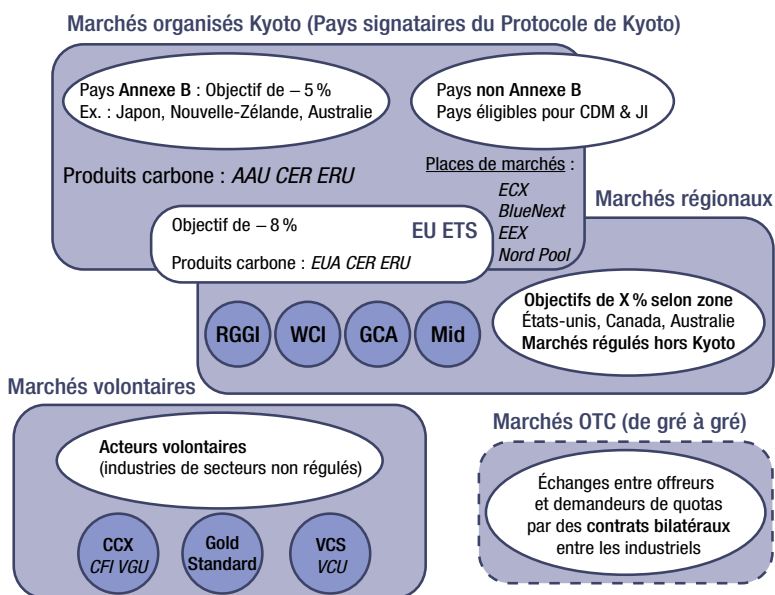 Marchés organisés Kyoto (Pays signataires du Protocole de Kyoto)
Pays Annexe B : Objectif de – 5 %
Ex. : Japon, Nouvelle-Zélande, Australie
Pays non Annexe B
Pays éligibles pour CDM & JI
Produits carbone : AAU CER ERU
Places de marchés :
ECX
BlueNext
EEX
Nord Pool
Objectif de – 8 %
EU ETS
Produits carbone : EUA CER ERU
Marchés régionaux
RGGI
WCI
GCA
Mid
Objectifs de X % selon zone
États-unis, Canada, Australie
Marchés régulés hors Kyoto
Marchés volontaires
Acteurs volontaires
(industries de secteurs non régulés)
CCX
CFI VGU
Gold
Standard
VCS
VCU
Marchés OTC (de gré à gré)
Échanges entre offreurs
et demandeurs de quotas
par des contrats bilatéraux
entre les industriels